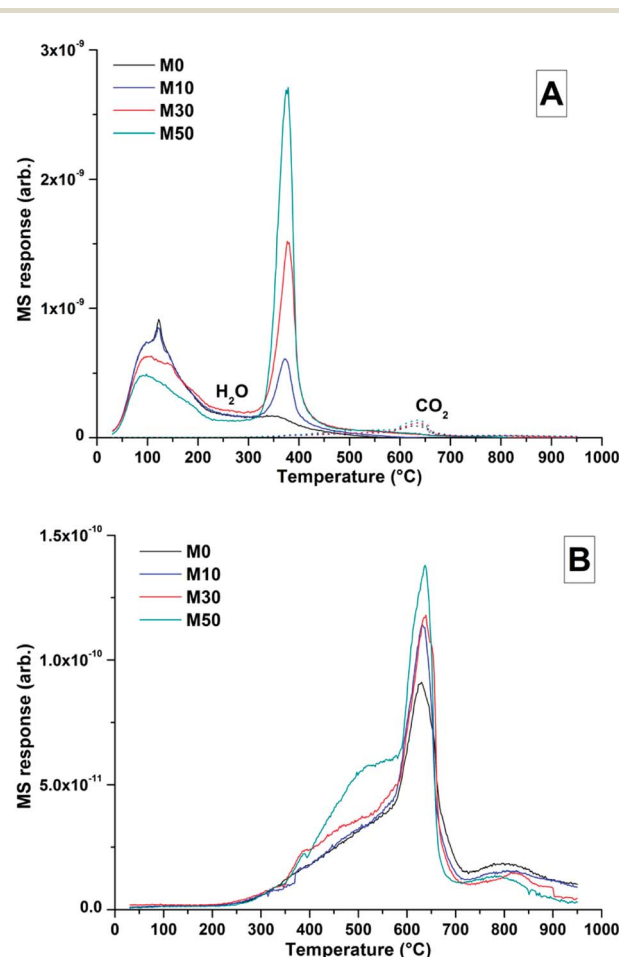 3x10⁻⁹
2x10⁻⁹
1x10⁻⁹
0
MS response (arb.)
M0
M10
M30
M50
A
H₂O
CO₂
0 100 200 300 400 500 600 700 800 900 1000
Temperature (°C)
1.5x10⁻¹⁰
1.0x10⁻¹⁰
5.0x10⁻¹¹
0.0
MS response (arb.)
M0
M10
M30
M50
B
0 100 200 300 400 500 600 700 800 900 1000
Temperature (°C)